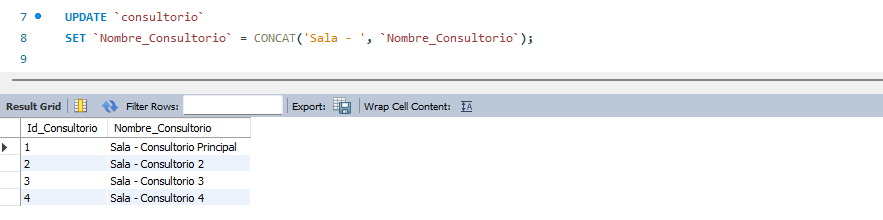 7 UPDATE `consultorio`
8 SET `Nombre_Consultorio` = CONCAT('Sala - ', `Nombre_Consultorio`);
9
Result Grid Filter Rows: Export: Wrap Cell Content:
Id_Consultorio Nombre_Consultorio
1 Sala - Consultorio Principal
2 Sala - Consultorio 2
3 Sala - Consultorio 3
4 Sala - Consultorio 4